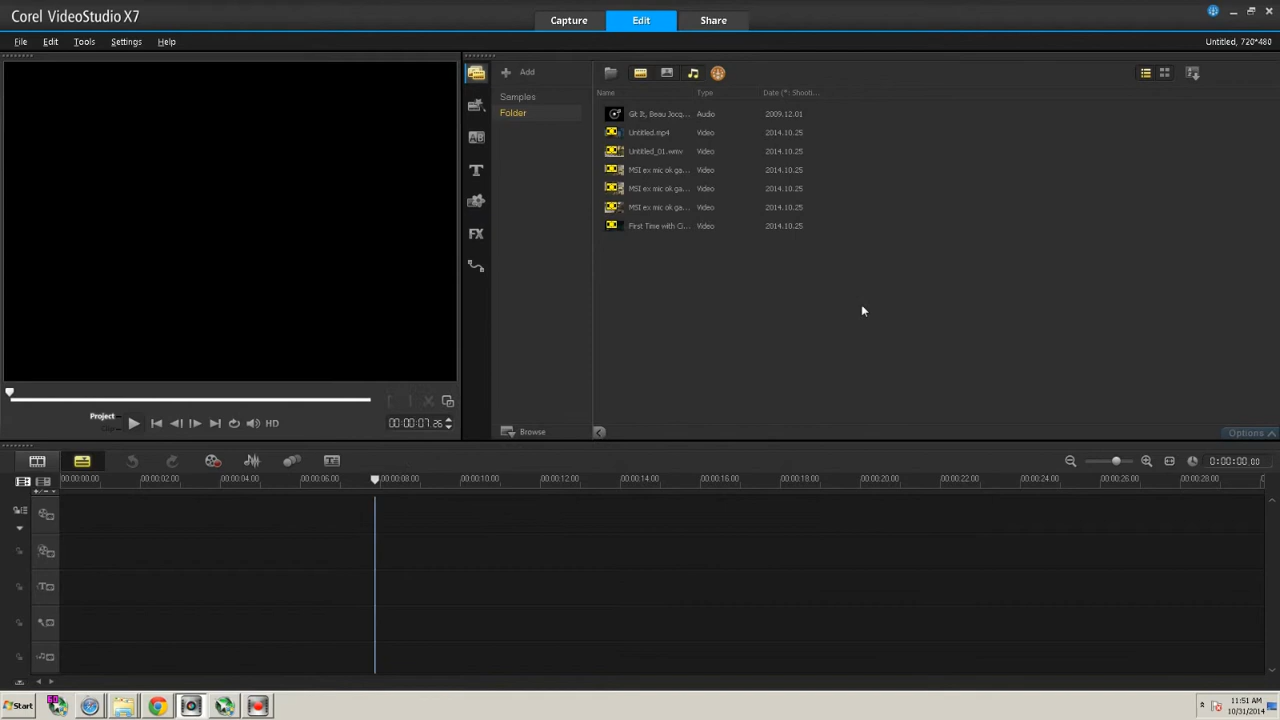 Corel VideoStudio X7
Capture
Edit
Share
File
Edit
Tools
Settings
Help
Untitled, 720*480
Add
Samples
Folder
Browse
Name
Type
Date (*: Shooti...
Git It, Beau Jocq... Audio 2009.12.01
Untitled.mp4 Video 2014.10.25
Untitled_01.wmv Video 2014.10.25
MSI ex mic ok ga... Video 2014.10.25
MSI ex mic ok ga... Video 2014.10.25
MSI ex mic ok ga... Video 2014.10.25
First Time with Ci... Video 2014.10.25
AB
T
FX
Options
Project
HD
00:00:07.26
0:00:00:00
00:00:00.00 00:00:02.00 00:00:04.00 00:00:06.00 00:00:08.00 00:00:10.00 00:00:12.00 00:00:14.00 00:00:16.00 00:00:18.00 00:00:20.00 00:00:22.00 00:00:24.00 00:00:26.00 00:00:28.00
Start
11:51 AM
10/31/2014